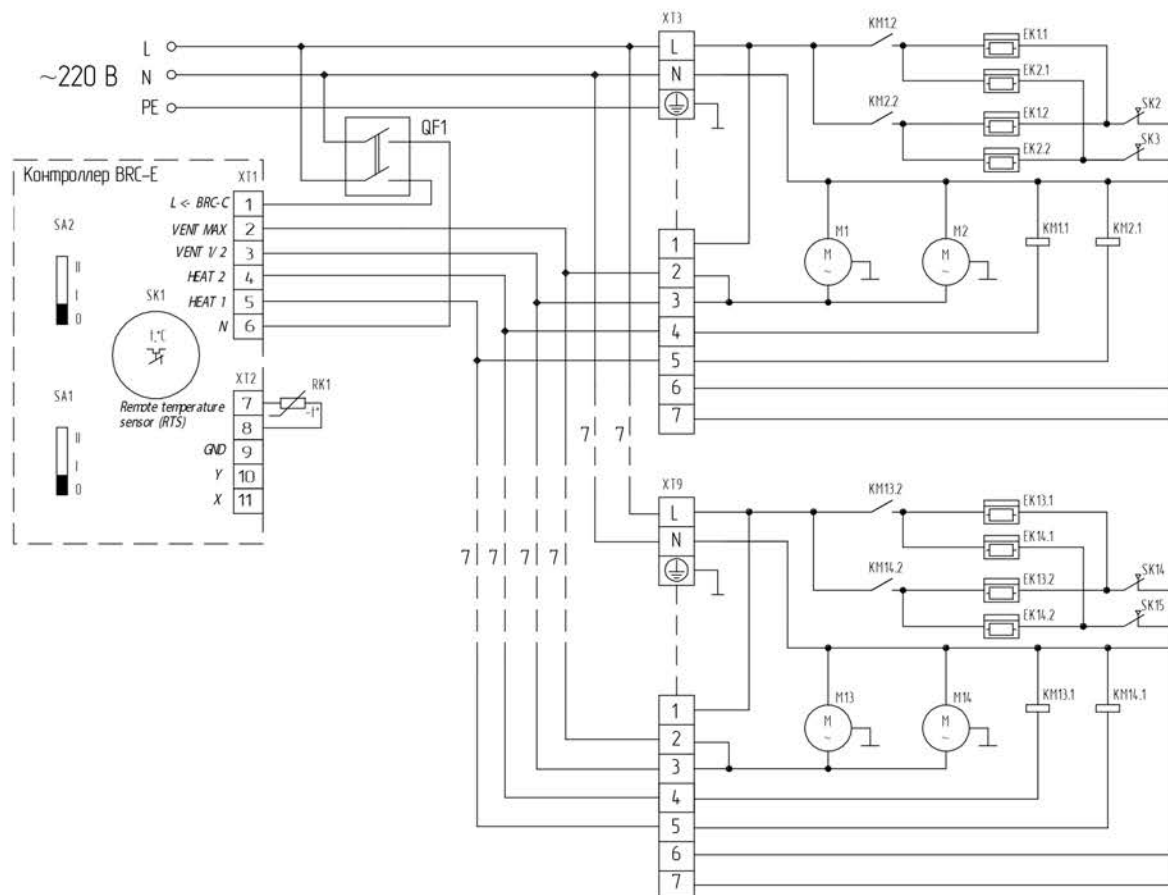 L
N
~220 В
PE
QF1
Контроллер BRC-E
XT1
SA2
II
I
0
L <- BRC-C 1
VENT MAX 2
VENT 1/2 3
HEAT 2 4
HEAT 1 5
N 6
SK1
t,°C
XT2
7
RK1
-t°
Remote temperature
sensor (RTS)
8
GND 9
Y 10
X 11
SA1
II
I
0
7 7
7 7 7 7
XT3
L
N
1
2
3
4
5
6
7
KM1.2
KM2.2
EK1.1
EK2.1
EK1.2
EK2.2
SK2
SK3
M1
M
~
M2
M
~
KM1.1
KM2.1
XT9
L
N
1
2
3
4
5
6
7
KM13.2
KM14.2
EK13.1
EK14.1
EK13.2
EK14.2
SK14
SK15
M13
M
~
M14
M
~
KM13.1
KM14.1